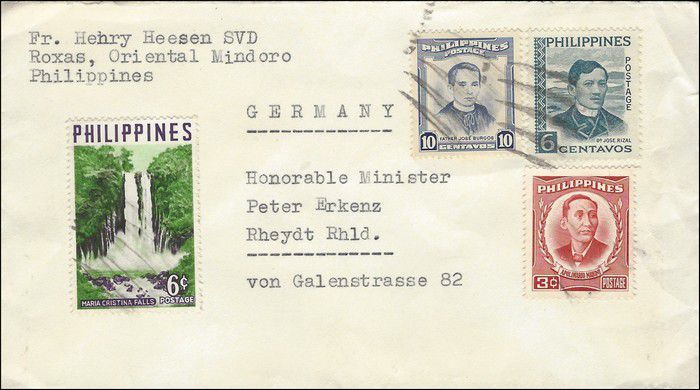 Fr. Hehry Heesen SVD
Roxas, Oriental Mindoro
Philippines
GERMANY
Honorable Minister
Peter Erkenz
Rheydt Rhld.
von Galenstrasse 82
PHILIPPINES
6¢
MARIA CRISTINA FALLS POSTAGE
PHILIPPINES
POSTAGE
FATHER JOSE BURGOS
10 10
CENTAVOS
PHILIPPINES
POSTAGE
DR. JOSE RIZAL
6 CENTAVOS
PHILIPPINES
APOLINARIO MABINI
3¢ POSTAGE